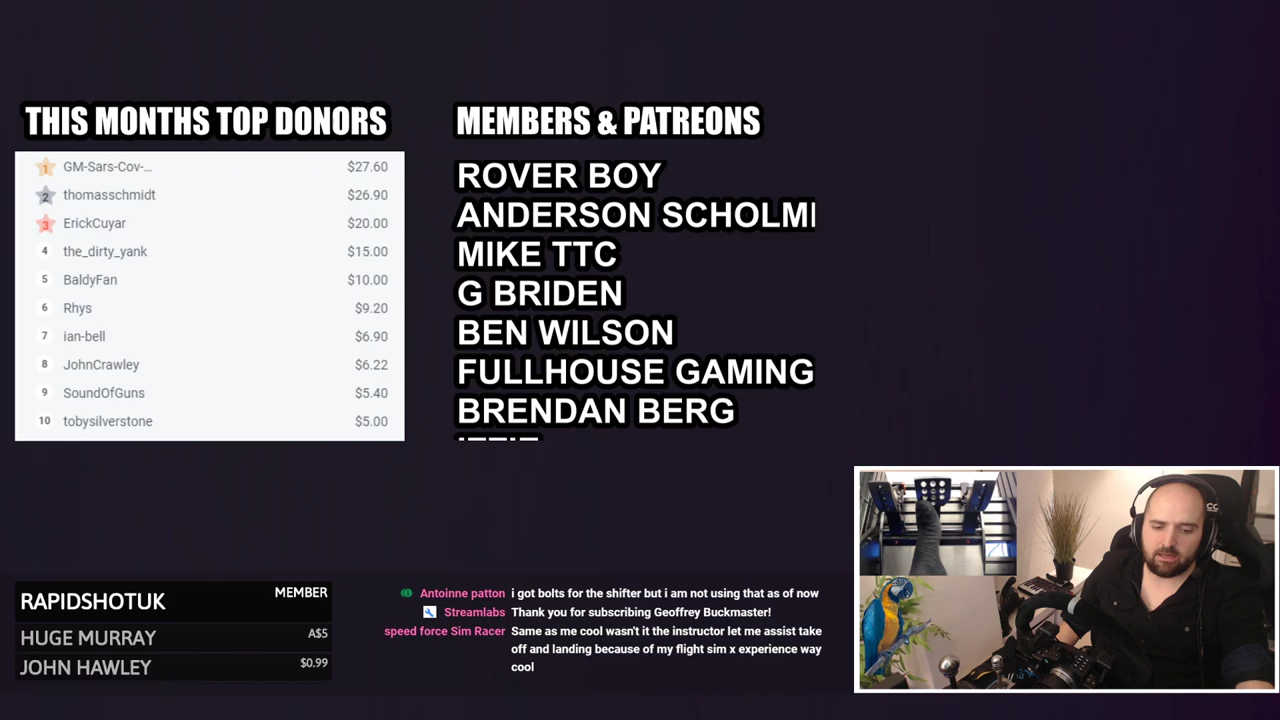 THIS MONTHS TOP DONORS
1 GM-Sars-Cov-... $27.60
2 thomasschmidt $26.90
3 ErickCuyar $20.00
4 the_dirty_yank $15.00
5 BaldyFan $10.00
6 Rhys $9.20
7 ian-bell $6.90
8 JohnCrawley $6.22
9 SoundOfGuns $5.40
10 tobysilverstone $5.00
MEMBERS & PATREONS
ROVER BOY
ANDERSON SCHOLMI
MIKE TTC
G BRIDEN
BEN WILSON
FULLHOUSE GAMING
BRENDAN BERG
RAPIDSHOTUK MEMBER
HUGE MURRAY A$5
JOHN HAWLEY $0.99
Antoinne patton i got bolts for the shifter but i am not using that as of now
Streamlabs Thank you for subscribing Geoffrey Buckmaster!
speed force Sim Racer Same as me cool wasn't it the instructor let me assist take
off and landing because of my flight sim x experience way
cool